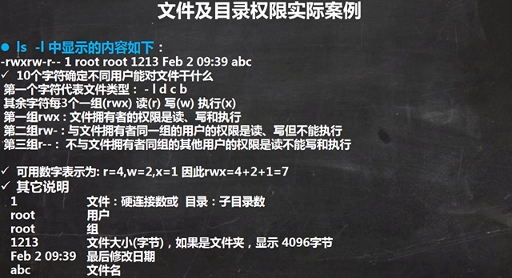 文件及目录权限实际案例
● ls -l 中显示的内容如下：
-rwxrw-r-- 1 root root 1213 Feb 2 09:39 abc
✓ 10个字符确定不同用户能对文件干什么
第一个字符代表文件类型： - l d c b
其余字符每3个一组(rwx) 读(r) 写(w) 执行(x)
第一组rwx : 文件拥有者的权限是读、写和执行
第二组rw- : 与文件拥有者同一组的用户的权限是读、写但不能执行
第三组r-- ： 不与文件拥有者同组的其他用户的权限是读不能写和执行
✓ 可用数字表示为: r=4,w=2,x=1 因此rwx=4+2+1=7
✓ 其它说明
1 文件：硬连接数或 目录：子目录数
root 用户
root 组
1213 文件大小(字节)，如果是文件夹，显示 4096字节
Feb 2 09:39 最后修改日期
abc 文件名